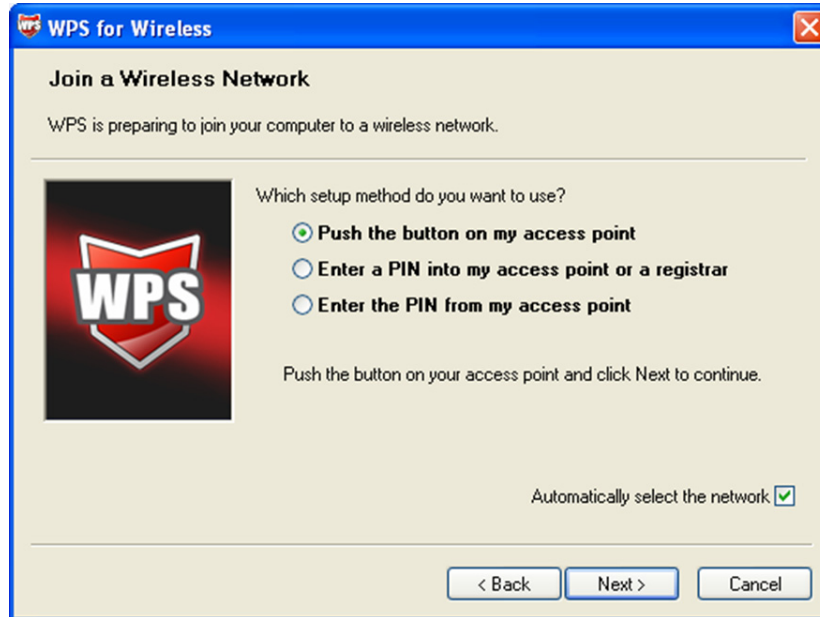 WPS for Wireless
Join a Wireless Network
WPS is preparing to join your computer to a wireless network.
WPS
Which setup method do you want to use?
Push the button on my access point
Enter a PIN into my access point or a registrar
Enter the PIN from my access point
Push the button on your access point and click Next to continue.
Automatically select the network
< Back
Next >
Cancel